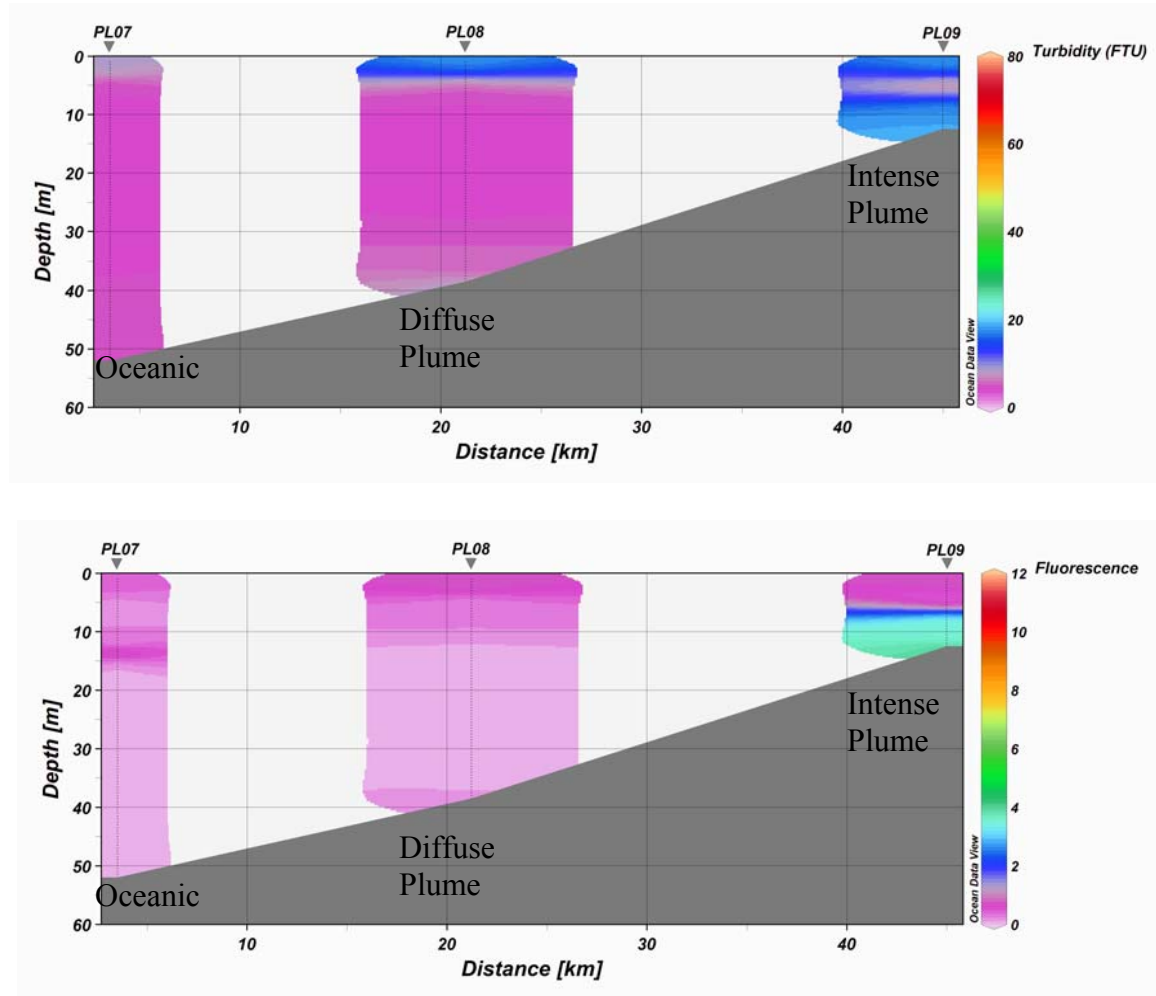 PL07 PL08 PL09
Turbidity (FTU)
0
10
20
30
40
50
60
Depth [m]
80
60
40
20
0
Ocean Data View
Intense
Plume
Diffuse
Plume
Oceanic
10 20 30 40
Distance [km]
PL07 PL08 PL09
Fluorescence
0
10
20
30
40
50
60
Depth [m]
12
10
8
6
4
2
0
Ocean Data View
Intense
Plume
Diffuse
Plume
Oceanic
10 20 30 40
Distance [km]